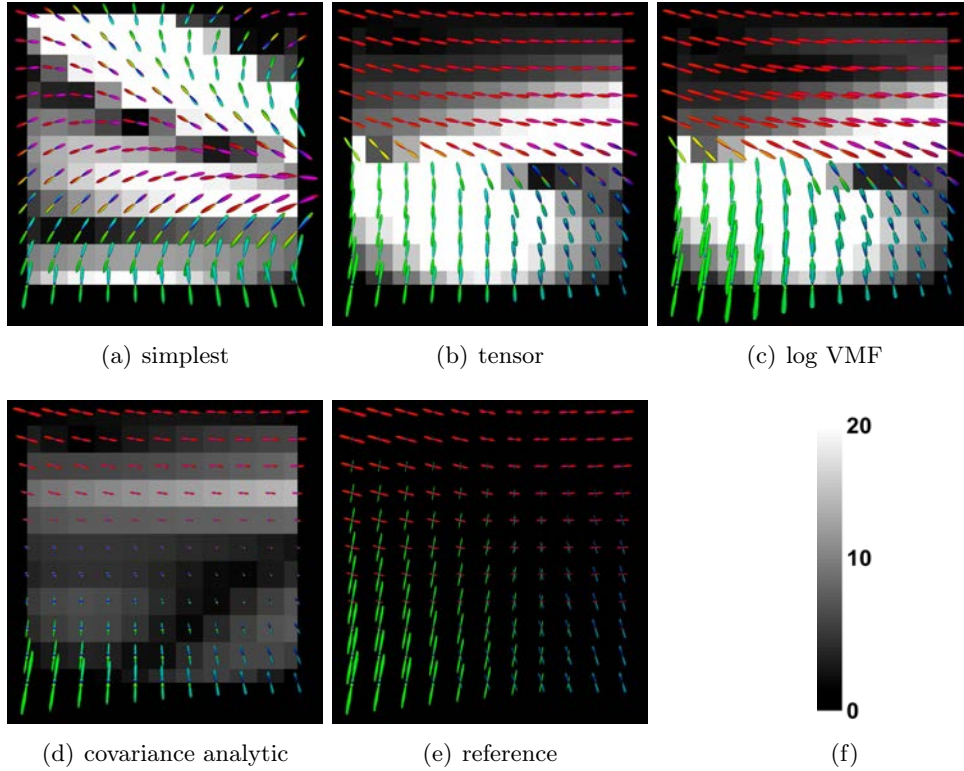 (a) simplest
(b) tensor
(c) log VMF
20
10
0
(d) covariance analytic
(e) reference
(f)